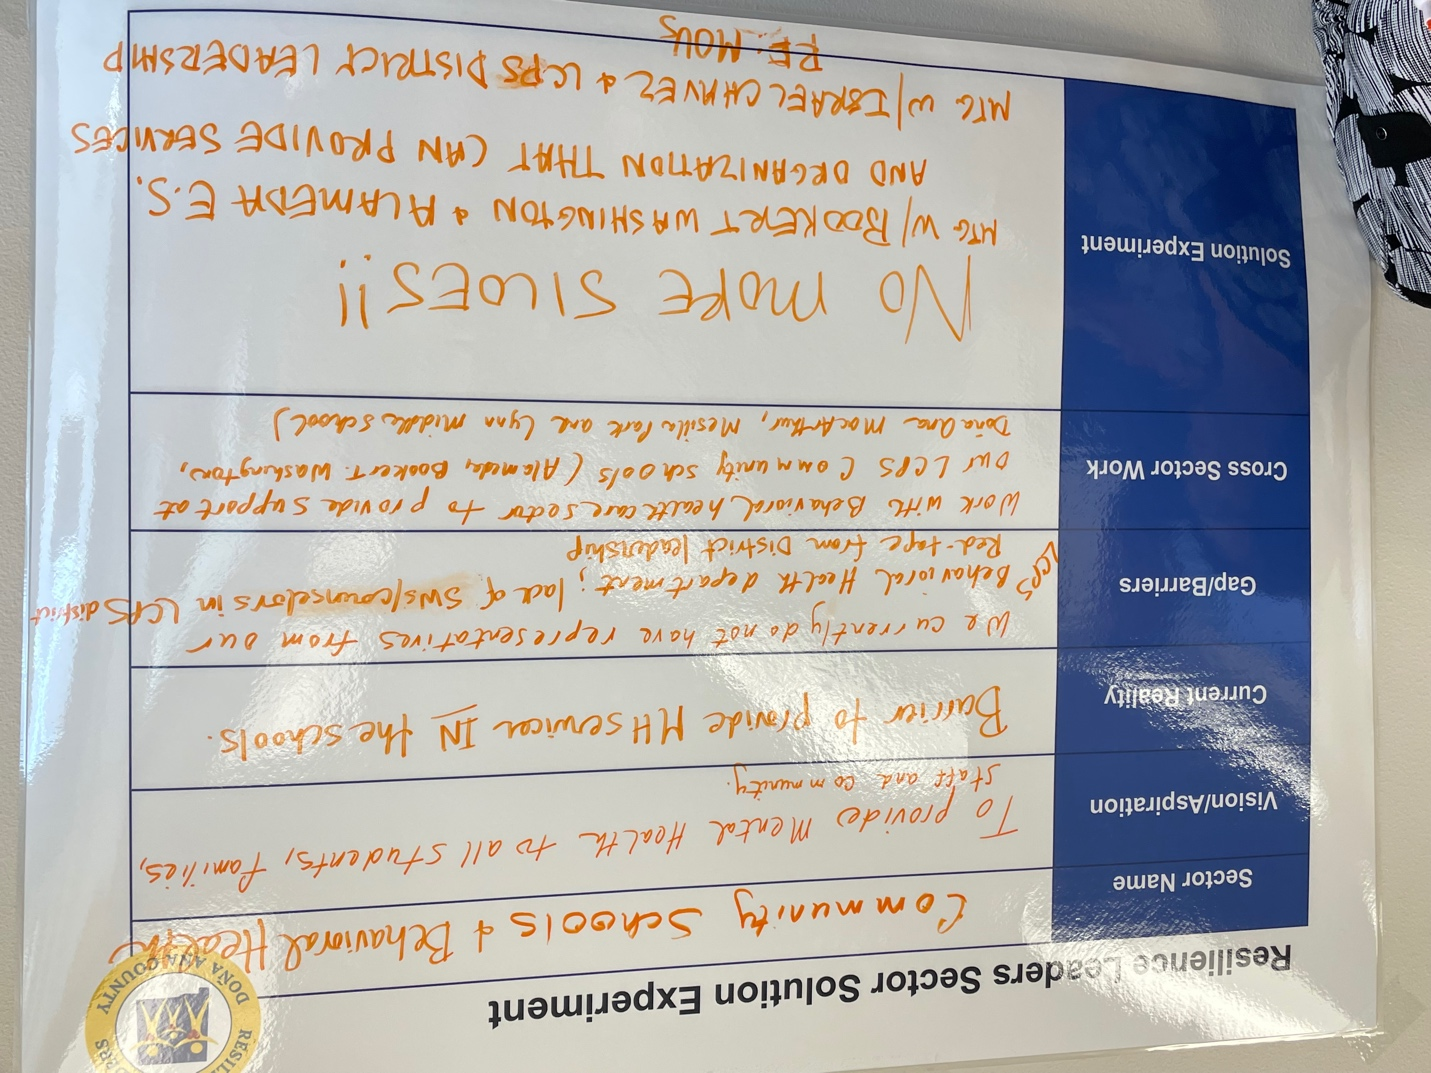 Resilience Leaders Sector Solution Experiment
DOÑA ANA COUNTY
Sector Name
Community Schools & Behavioral Health
Vision/Aspiration
To provide Mental Health to all students, families,
staff and community.
Current Reality
Barrier to provide MH services IN the schools.
Gap/Barriers
We currently do not have representatives from our
LCPS
Behavioral Health department; lack of SWs/counselors in LCPS district
Red-tape from District leadership
Cross Sector Work
Work with Behavioral healthcare sector to provide support at
our LCPS Community schools (Alameda, Booker T. Washington,
Doña Ana, MacArthur, Mesilla Park and Lynn Middle School)
Solution Experiment
NO MORE SILOES!!
MTG W/ BOOKER T WASHINGTON & ALAMEDA E.S.
AND ORGANIZATION THAT CAN PROVIDE SERVICES
MTG W/ ISRAEL CHAVEZ & LCPS DISTRICT LEADERSHIP
RE: MOUS